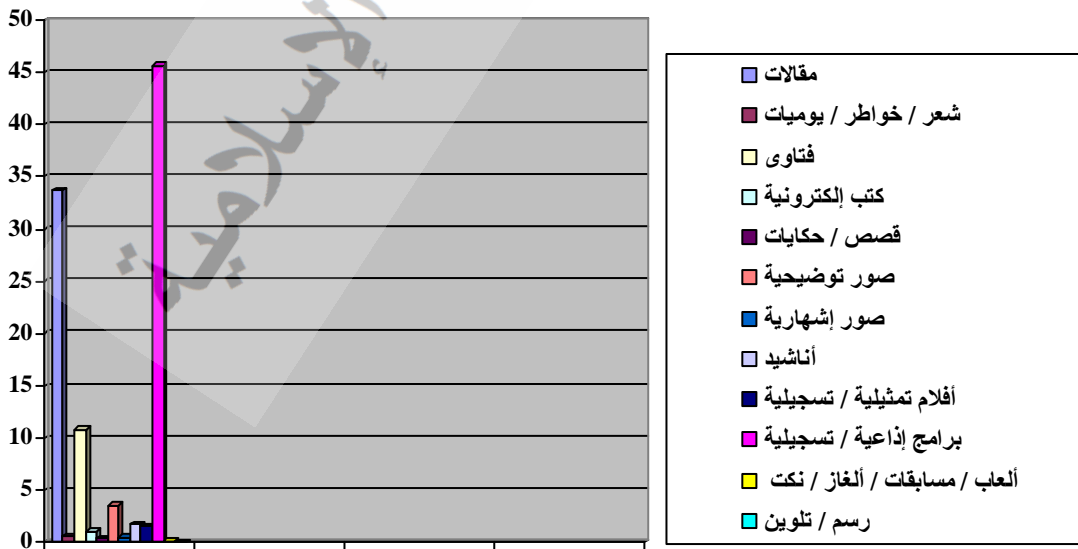 50
45
40
35
30
25
20
15
10
5
0
مقالات
شعر / خواطر / يوميات
فتاوى
كتب إلكترونية
قصص / حكايات
صور توضيحية
صور إشهارية
أناشيد
أفلام تمثيلية / تسجيلية
برامج إذاعية / تسجيلية
ألعاب / مسابقات / ألغاز / نكت
رسم / تلوين
الإسلامية